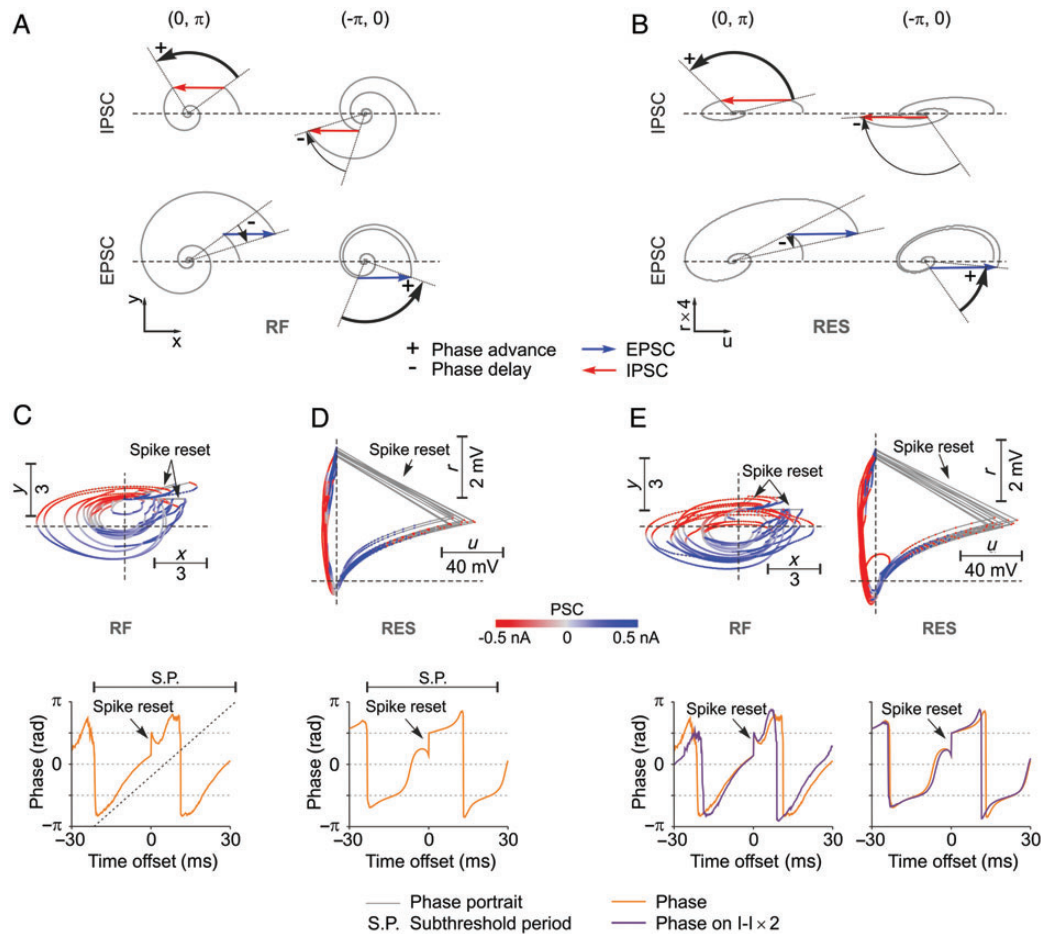 A
(0, π)
(-π, 0)
B
(0, π)
(-π, 0)
IPSC
+
-
IPSC
+
-
EPSC
-
+
EPSC
-
+
y
x
RF
r × 4
u
RES
+ Phase advance
- Phase delay
EPSC
IPSC
C
Spike reset
y
3
x
3
RF
D
Spike reset
r
2 mV
u
40 mV
RES
E
Spike reset
y
3
x
3
RF
Spike reset
r
2 mV
u
40 mV
RES
PSC
-0.5 nA
0
0.5 nA
S.P.
Spike reset
Phase (rad)
π
0
−π
−30
0
30
Time offset (ms)
S.P.
Spike reset
Phase (rad)
π
0
−π
−30
0
30
Time offset (ms)
Spike reset
Phase (rad)
π
0
−π
−30
0
30
Time offset (ms)
Spike reset
−30
0
30
Time offset (ms)
Phase portrait
S.P. Subthreshold period
Phase
Phase on I-I × 2